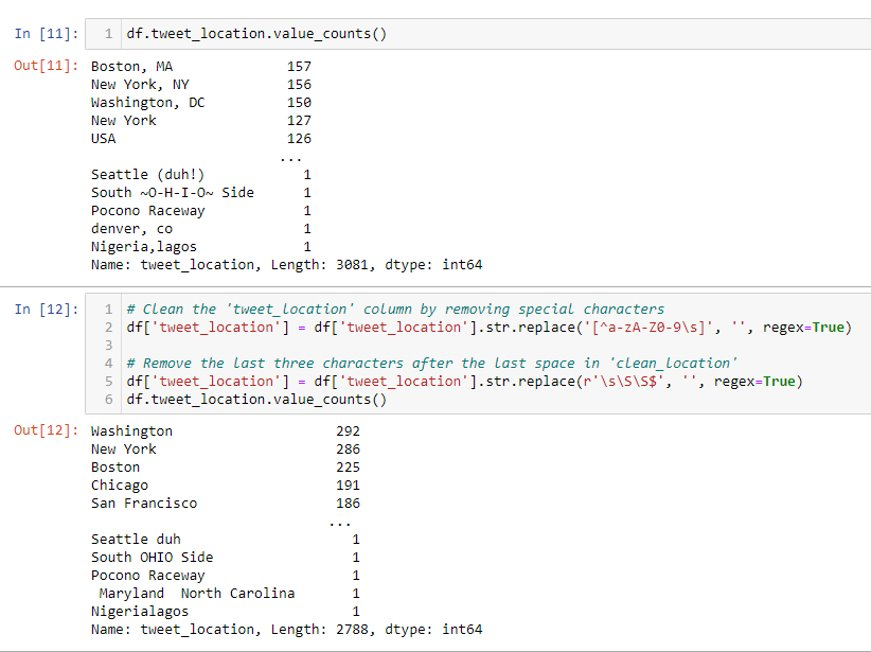 In [11]: 1 df.tweet_location.value_counts()
Out[11]: Boston, MA 157
New York, NY 156
Washington, DC 150
New York 127
USA 126
...
Seattle (duh!) 1
South ~O-H-I-O~ Side 1
Pocono Raceway 1
denver, co 1
Nigeria,lagos 1
Name: tweet_location, Length: 3081, dtype: int64
In [12]: 1 # Clean the 'tweet_location' column by removing special characters
2 df['tweet_location'] = df['tweet_location'].str.replace('[^a-zA-Z0-9\s]', '', regex=True)
3
4 # Remove the last three characters after the last space in 'clean_location'
5 df['tweet_location'] = df['tweet_location'].str.replace(r'\s\S\S$', '', regex=True)
6 df.tweet_location.value_counts()
Out[12]: Washington 292
New York 286
Boston 225
Chicago 191
San Francisco 186
...
Seattle duh 1
South OHIO Side 1
Pocono Raceway 1
Maryland  North Carolina 1
Nigerialagos 1
Name: tweet_location, Length: 2788, dtype: int64